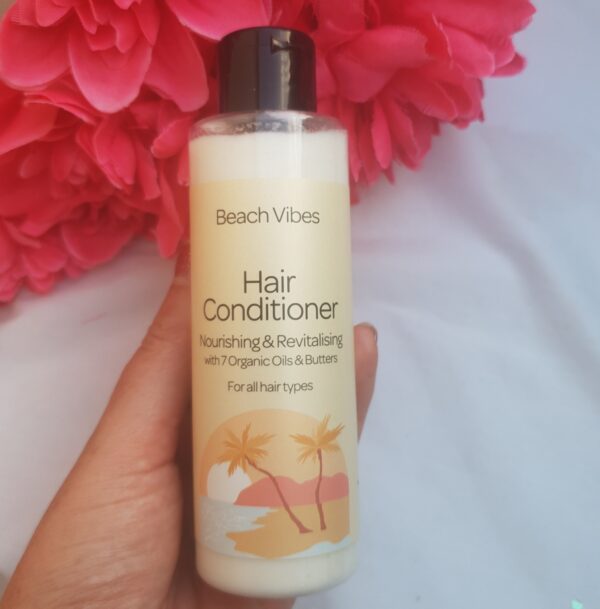 Beach Vibes
Hair
Conditioner
Nourishing & Revitalising
with 7 Organic Oils & Butters
For all hair types